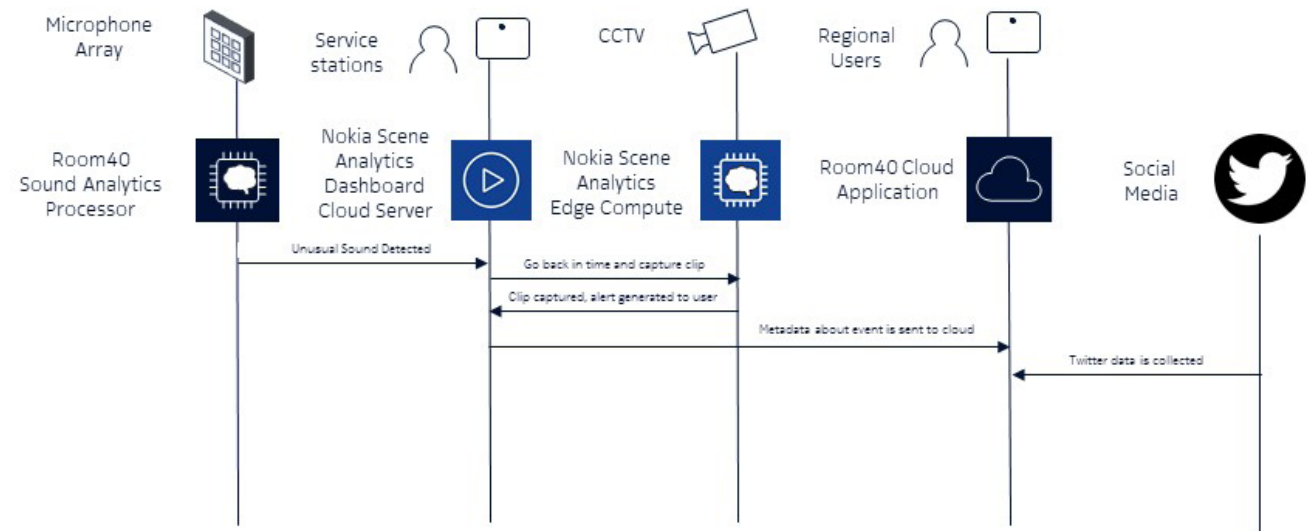 Microphone
Array
Service
stations
CCTV
Regional
Users
Room40
Sound Analytics
Processor
Nokia Scene
Analytics
Dashboard
Cloud Server
Nokia Scene
Analytics
Edge Compute
Room40 Cloud
Application
Social
Media
Unusual Sound Detected
Go back in time and capture clip
Clip captured, alert generated to user
Metadata about event is sent to cloud
Twitter data is collected